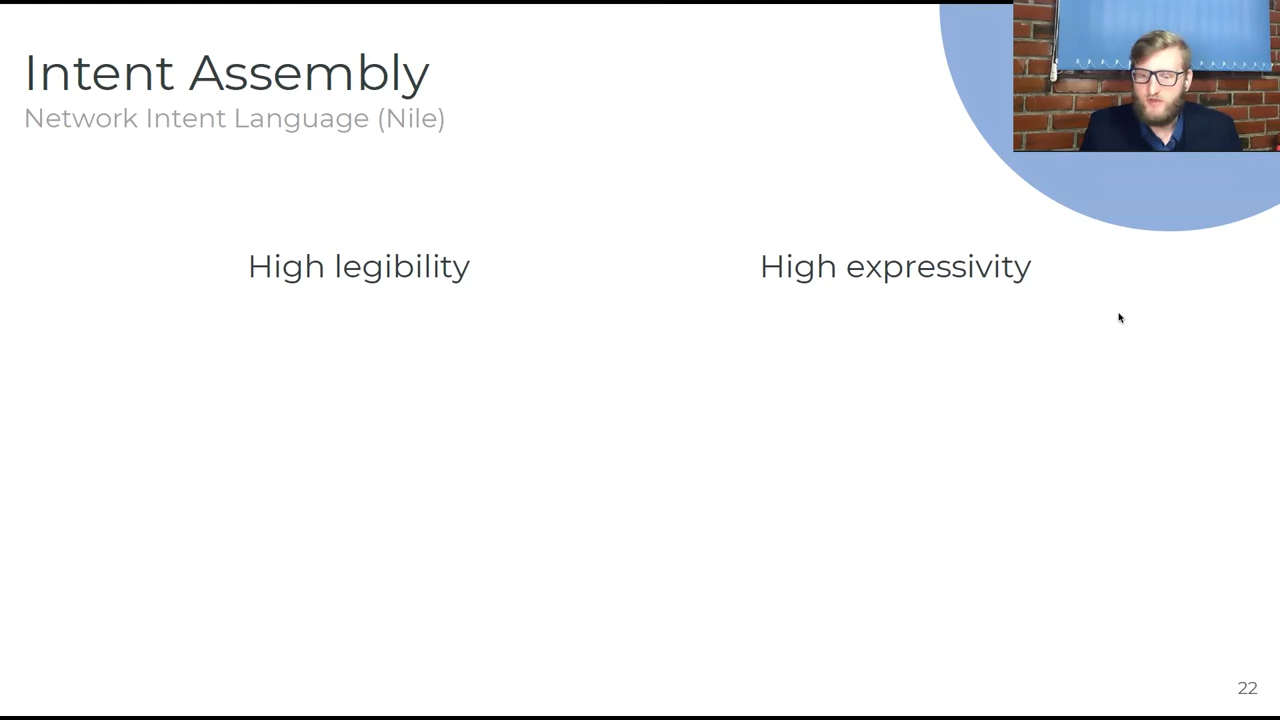 Intent Assembly
Network Intent Language (Nile)
High legibility
High expressivity
22